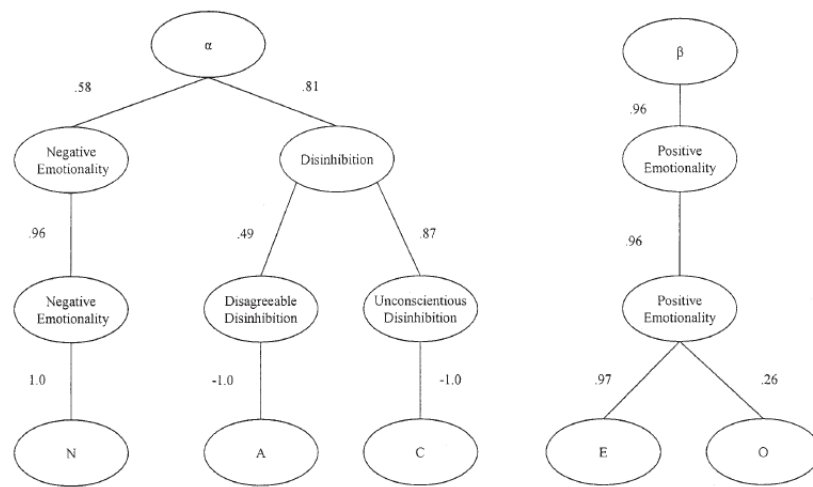 α
β
.58
.81
.96
Negative
Emotionality
Disinhibition
Positive
Emotionality
.96
.49
.87
.96
Negative
Emotionality
Disagreeable
Disinhibition
Unconscientious
Disinhibition
Positive
Emotionality
1.0
-1.0
-1.0
.97
.26
N
A
C
E
O